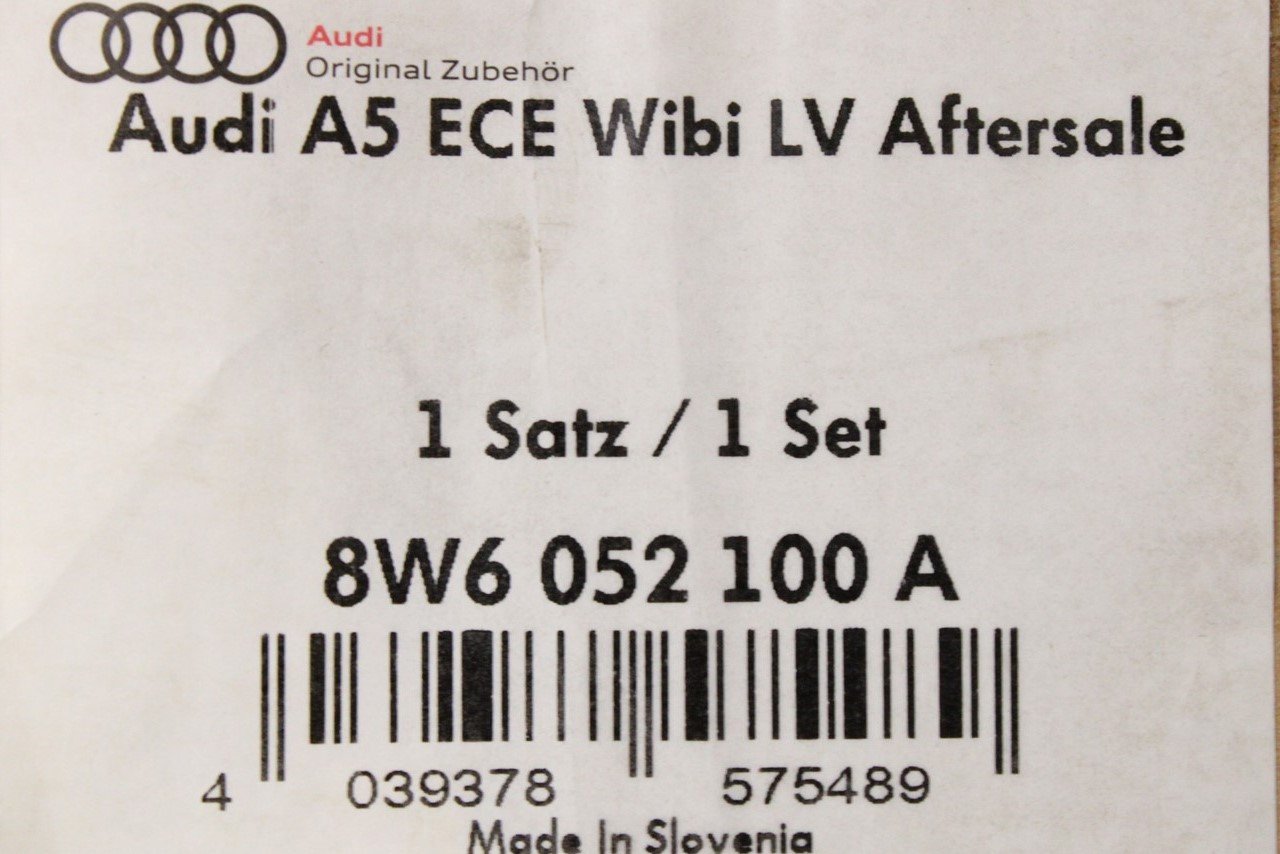 Audi
Original Zubehör
Audi A5 ECE Wibi LV Aftersale
1 Satz / 1 Set
8W6 052 100 A
4 039378 575489
Made In Slovenia